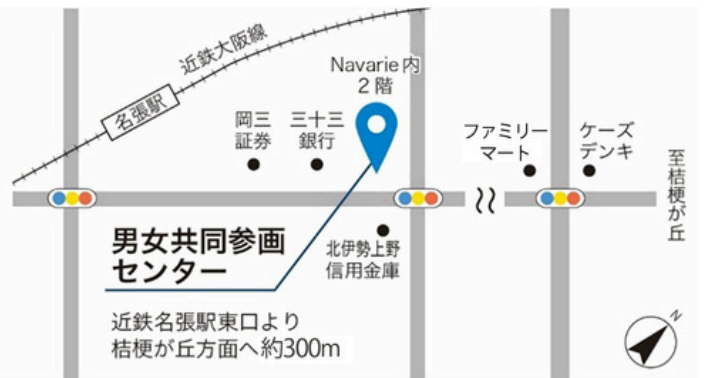 近鉄大阪線
名張駅
Navarie内
2階
岡三
証券
三十三
銀行
ファミリー
マート
ケーズ
デンキ
至桔梗が丘
北伊勢上野
信用金庫
男女共同参画
センター
近鉄名張駅東口より
桔梗が丘方面へ約300m
N